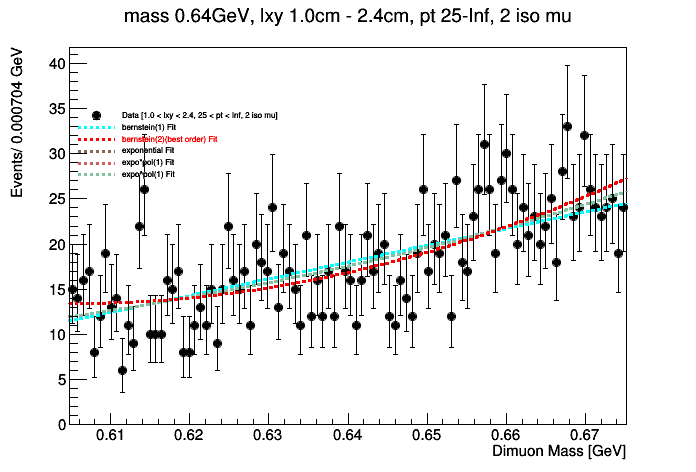 mass 0.64GeV, lxy 1.0cm - 2.4cm, pt 25-Inf, 2 iso mu
Events/ 0.000704 GeV
40
35
30
25
20
15
10
5
0
Data [1.0 < lxy < 2.4, 25 < pt < Inf, 2 iso mu]
bernstein(1) Fit
bernstein(2)(best order) Fit
exponential Fit
expo*pol(1) Fit
expo*pol(1) Fit
0.61 0.62 0.63 0.64 0.65 0.66 0.67
Dimuon Mass [GeV]